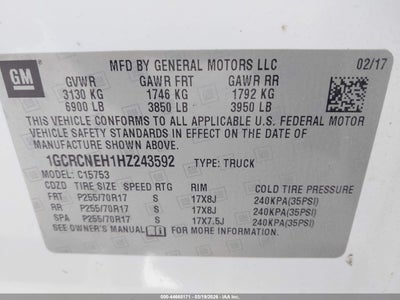 GM
MFD BY GENERAL MOTORS LLC 02/17
GVWR GAWR FRT GAWR RR
3130 KG 1746 KG 1792 KG
6900 LB 3850 LB 3950 LB
THIS VEHICLE CONFORMS TO ALL APPLICABLE U.S. FEDERAL MOTOR
VEHICLE SAFETY STANDARDS IN EFFECT ON THE DATE OF
MANUFACTURE SHOWN ABOVE.
1GCRCNEH1HZ243592 TYPE: TRUCK
MODEL: C15753
CDZD TIRE SIZE SPEED RTG RIM COLD TIRE PRESSURE
FRT P255/70R17 S 17X8J 240KPA(35PSI)
RR P255/70R17 S 17X8J 240KPA(35PSI)
SPA P255/70R17 S 17X7.5J 240KPA(35PSI)
SEE OWNER'S MANUAL FOR ADDITIONAL INFORMATION.